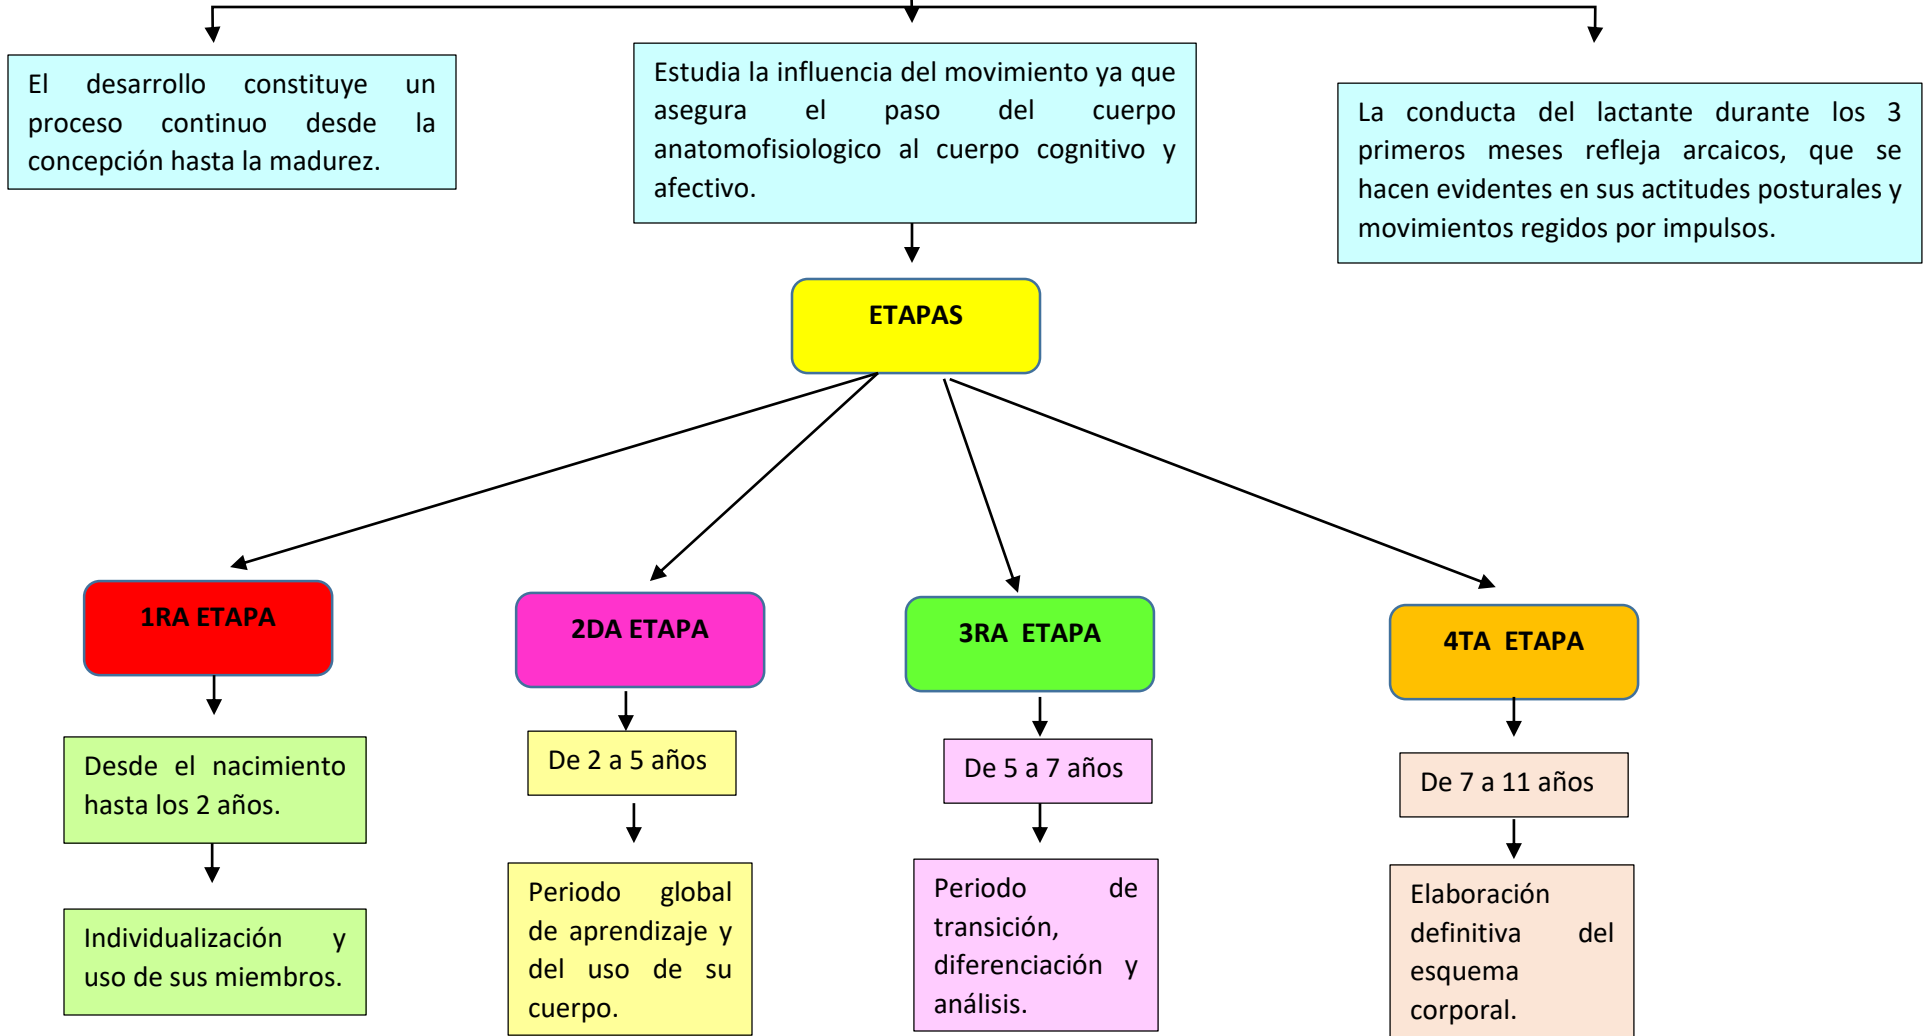 El desarrollo constituye un
proceso continuo desde la
concepción hasta la madurez.
Estudia la influencia del movimiento ya que
asegura el paso del cuerpo
anatomofisiologico al cuerpo cognitivo y
afectivo.
La conducta del lactante durante los 3
primeros meses refleja arcaicos, que se
hacen evidentes en sus actitudes posturales y
movimientos regidos por impulsos.
ETAPAS
1RA ETAPA
2DA ETAPA
3RA ETAPA
4TA ETAPA
Desde el nacimiento
hasta los 2 años.
De 2 a 5 años
De 5 a 7 años
De 7 a 11 años
Individualización y
uso de sus miembros.
Periodo global
de aprendizaje y
del uso de su
cuerpo.
Periodo de
transición,
diferenciación y
análisis.
Elaboración
definitiva del
esquema
corporal.